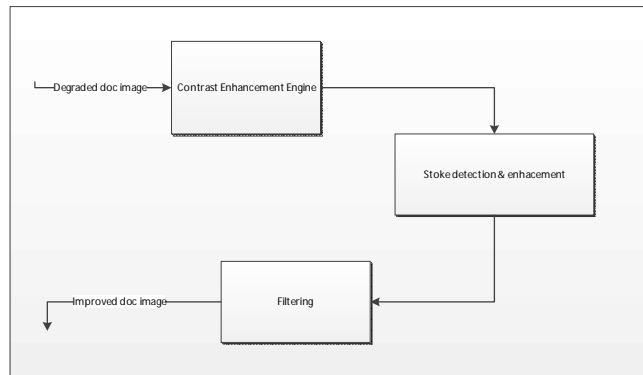 Degraded doc image
Contrast Enhancement Engine
Stoke detection & enhacement
Filtering
Improved doc image